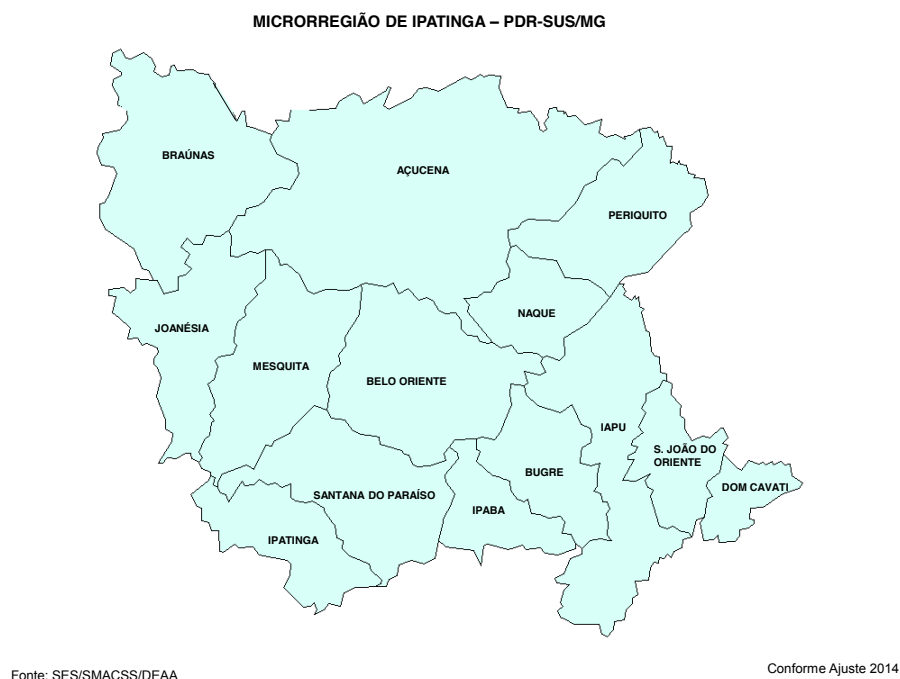 MICRORREGIÃO DE IPATINGA – PDR-SUS/MG
BRAÚNAS
AÇUCENA
PERIQUITO
NAQUE
JOANÉSIA
MESQUITA
BELO ORIENTE
IAPU
S. JOÃO DO
ORIENTE
BUGRE
DOM CAVATI
SANTANA DO PARAÍSO
IPABA
IPATINGA
Conforme Ajuste 2014
Fonte: SES/SMACSS/DEAA